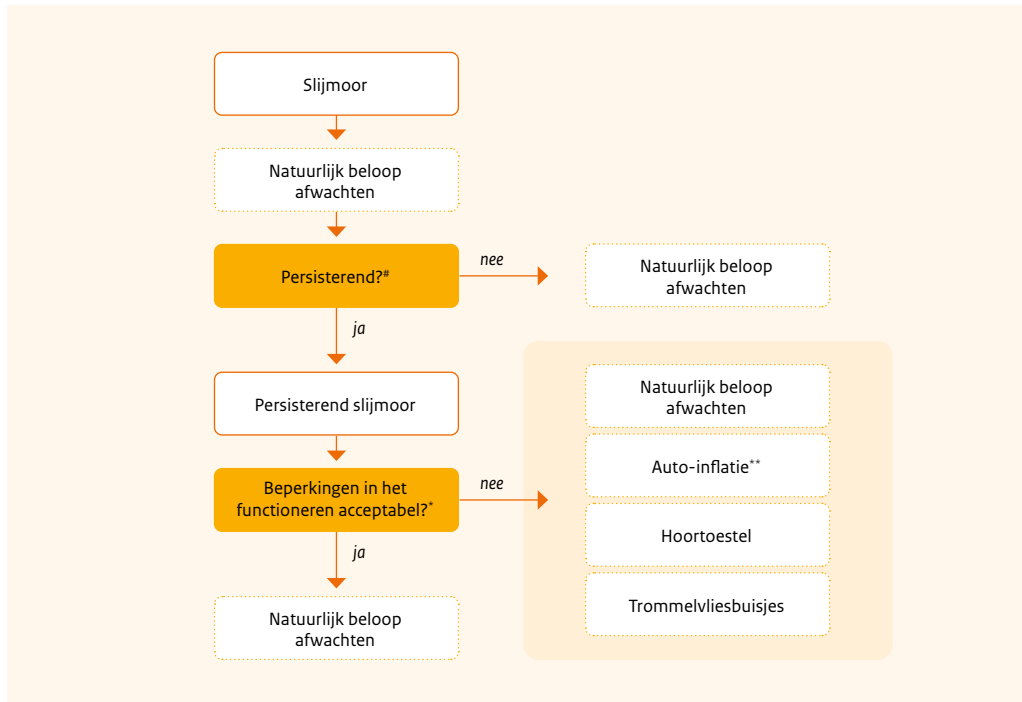 Slijmoor
Natuurlijk beloop
afwachten
Persisterend?#
nee
Natuurlijk beloop
afwachten
ja
Persisterend slijmoor
Beperkingen in het
functioneren acceptabel?*
nee
Natuurlijk beloop
afwachten
Auto-inflatie**
Hoortoestel
Trommelvliesbuisjes
ja
Natuurlijk beloop
afwachten